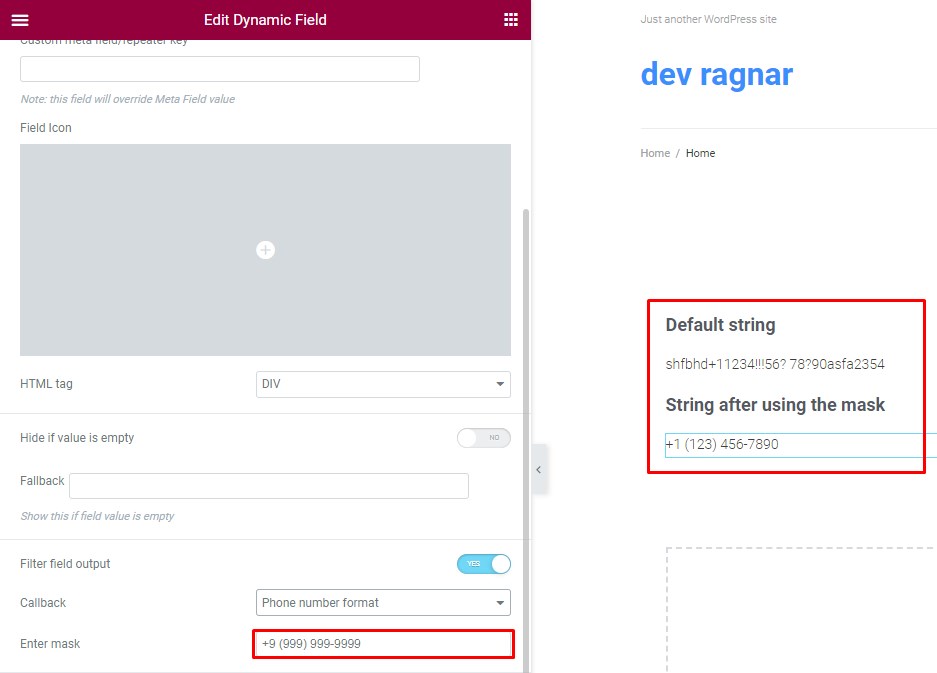 Edit Dynamic Field
Custom meta field/repeater key
Note: this field will override Meta Field value
Field Icon
HTML tag
DIV
Hide if value is empty
NO
Fallback
Show this if field value is empty
Filter field output
YES
Callback
Phone number format
Enter mask
+9 (999) 999-9999
Just another WordPress site
dev ragnar
Home / Home
Default string
shfbhd+11234!!!56? 78?90asfa2354
String after using the mask
+1 (123) 456-7890